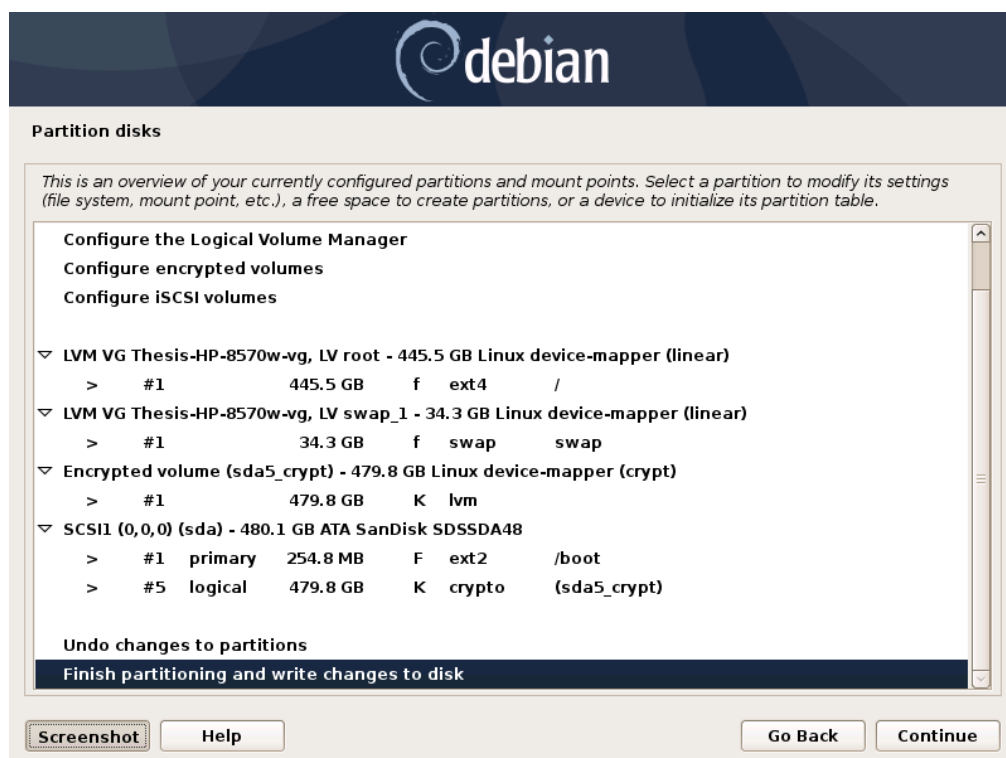 debian
Partition disks
This is an overview of your currently configured partitions and mount points. Select a partition to modify its settings
(file system, mount point, etc.), a free space to create partitions, or a device to initialize its partition table.
Configure the Logical Volume Manager
Configure encrypted volumes
Configure iSCSI volumes
LVM VG Thesis-HP-8570w-vg, LV root - 445.5 GB Linux device-mapper (linear)
> #1 445.5 GB f ext4 /
LVM VG Thesis-HP-8570w-vg, LV swap_1 - 34.3 GB Linux device-mapper (linear)
> #1 34.3 GB f swap swap
Encrypted volume (sda5_crypt) - 479.8 GB Linux device-mapper (crypt)
> #1 479.8 GB K lvm
SCSI1 (0,0,0) (sda) - 480.1 GB ATA SanDisk SDSSDA48
> #1 primary 254.8 MB F ext2 /boot
> #5 logical 479.8 GB K crypto (sda5_crypt)
Undo changes to partitions
Finish partitioning and write changes to disk
Screenshot Help Go Back Continue